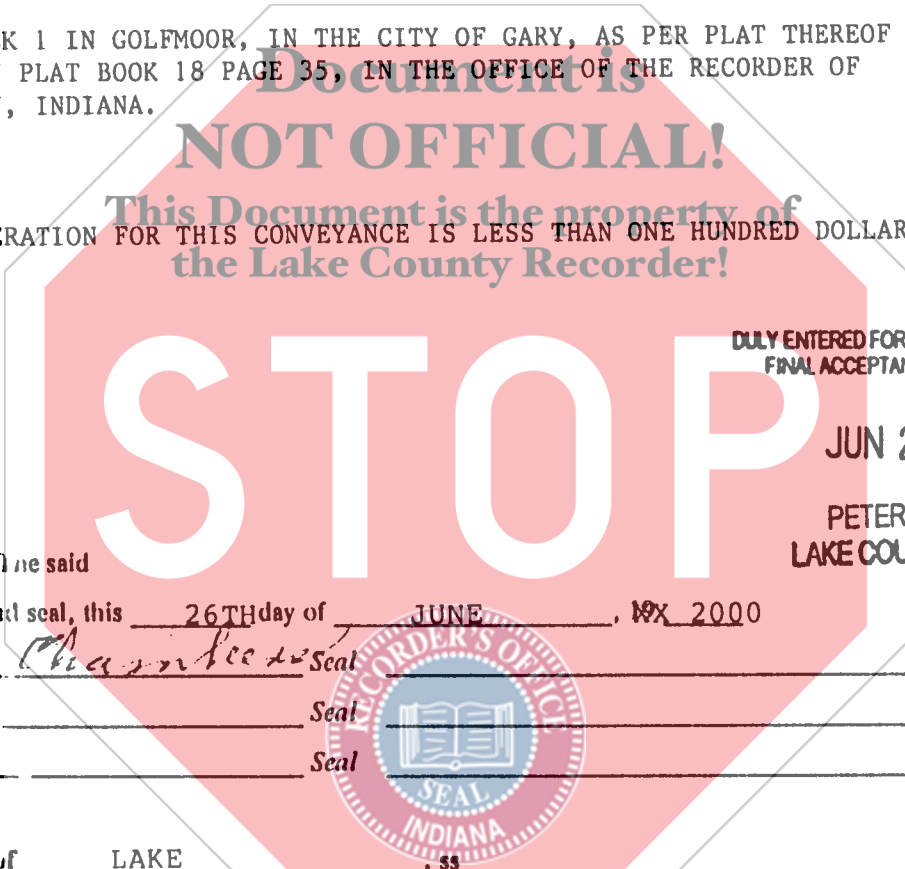 K 1 IN GOLFMOOR, IN THE CITY OF GARY, AS PER PLAT THEREOF
PLAT BOOK 18 PAGE 35, IN THE OFFICE OF THE RECORDER OF
, INDIANA.
Document is
NOT OFFICIAL!
This Document is the property of
the Lake County Recorder!
ERATION FOR THIS CONVEYANCE IS LESS THAN ONE HUNDRED DOLLAR
STOP
DULY ENTERED FOR
FINAL ACCEPTAN
JUN 2
PETER
LAKE COU
he said
seal, this 26TH day of JUNE , 19X 2000
Seal
Seal
Seal
RECORDER'S OFFICE
SEAL
INDIANA
of LAKE , ss